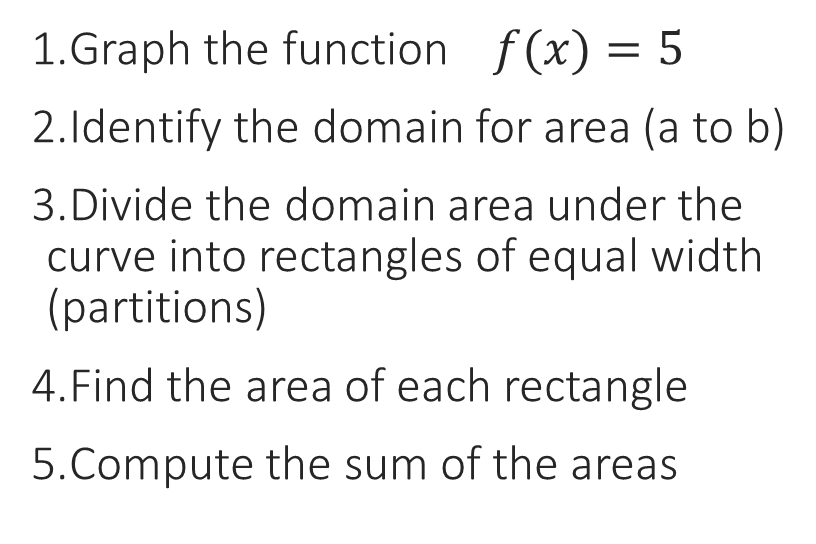 1.Graph the function f(x) = 5
2.Identify the domain for area (a to b)
3.Divide the domain area under the
curve into rectangles of equal width
(partitions)
4.Find the area of each rectangle
5.Compute the sum of the areas